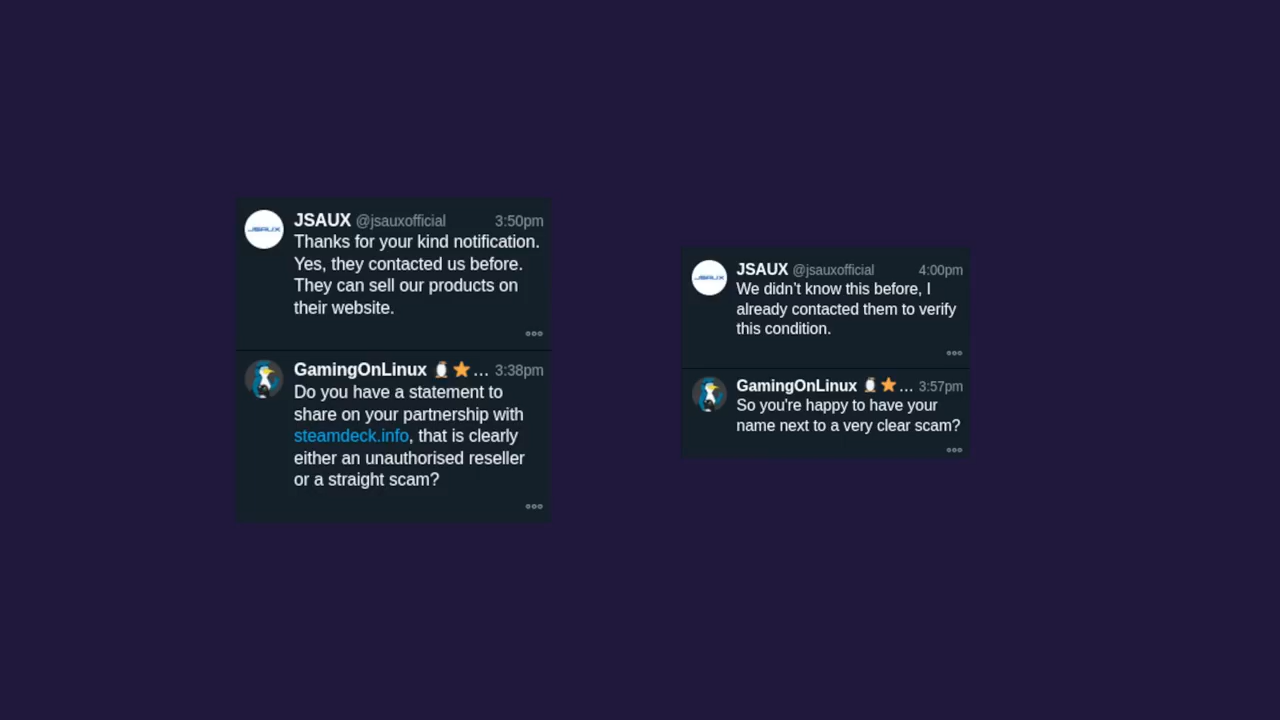 JSAUX @jsauxofficial 3:50pm
Thanks for your kind notification.
Yes, they contacted us before.
They can sell our products on
their website.
GamingOnLinux 🐧⭐... 3:38pm
Do you have a statement to
share on your partnership with
steamdeck.info, that is clearly
either an unauthorised reseller
or a straight scam?
JSAUX @jsauxofficial 4:00pm
We didn't know this before, I
already contacted them to verify
this condition.
GamingOnLinux 🐧⭐... 3:57pm
So you're happy to have your
name next to a very clear scam?
JSAUX
JSAUX